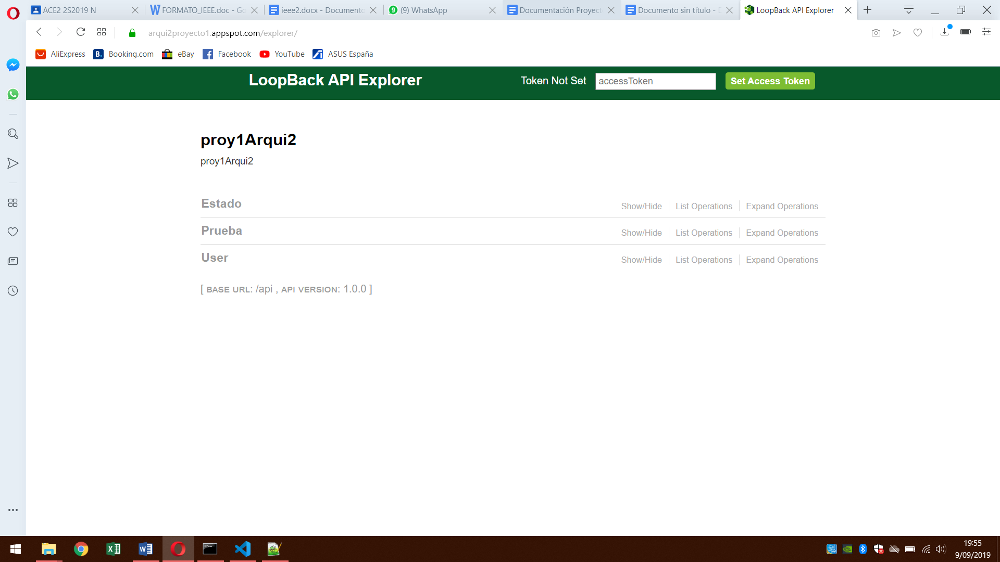 ACE2 2S2019 N
FORMATO_IEEE.doc - Go
ieee2.docx - Documento
(9) WhatsApp
Documentación Proyect
Documento sin título - D
LoopBack API Explorer
arqui2proyecto1.appspot.com/explorer/
AliExpress
Booking.com
eBay
Facebook
YouTube
ASUS España
LoopBack API Explorer
Token Not Set
accessToken
Set Access Token
proy1Arqui2
proy1Arqui2
Estado
Show/Hide
List Operations
Expand Operations
Prueba
Show/Hide
List Operations
Expand Operations
User
Show/Hide
List Operations
Expand Operations
[ BASE URL: /api , API VERSION: 1.0.0 ]
19:55
9/09/2019